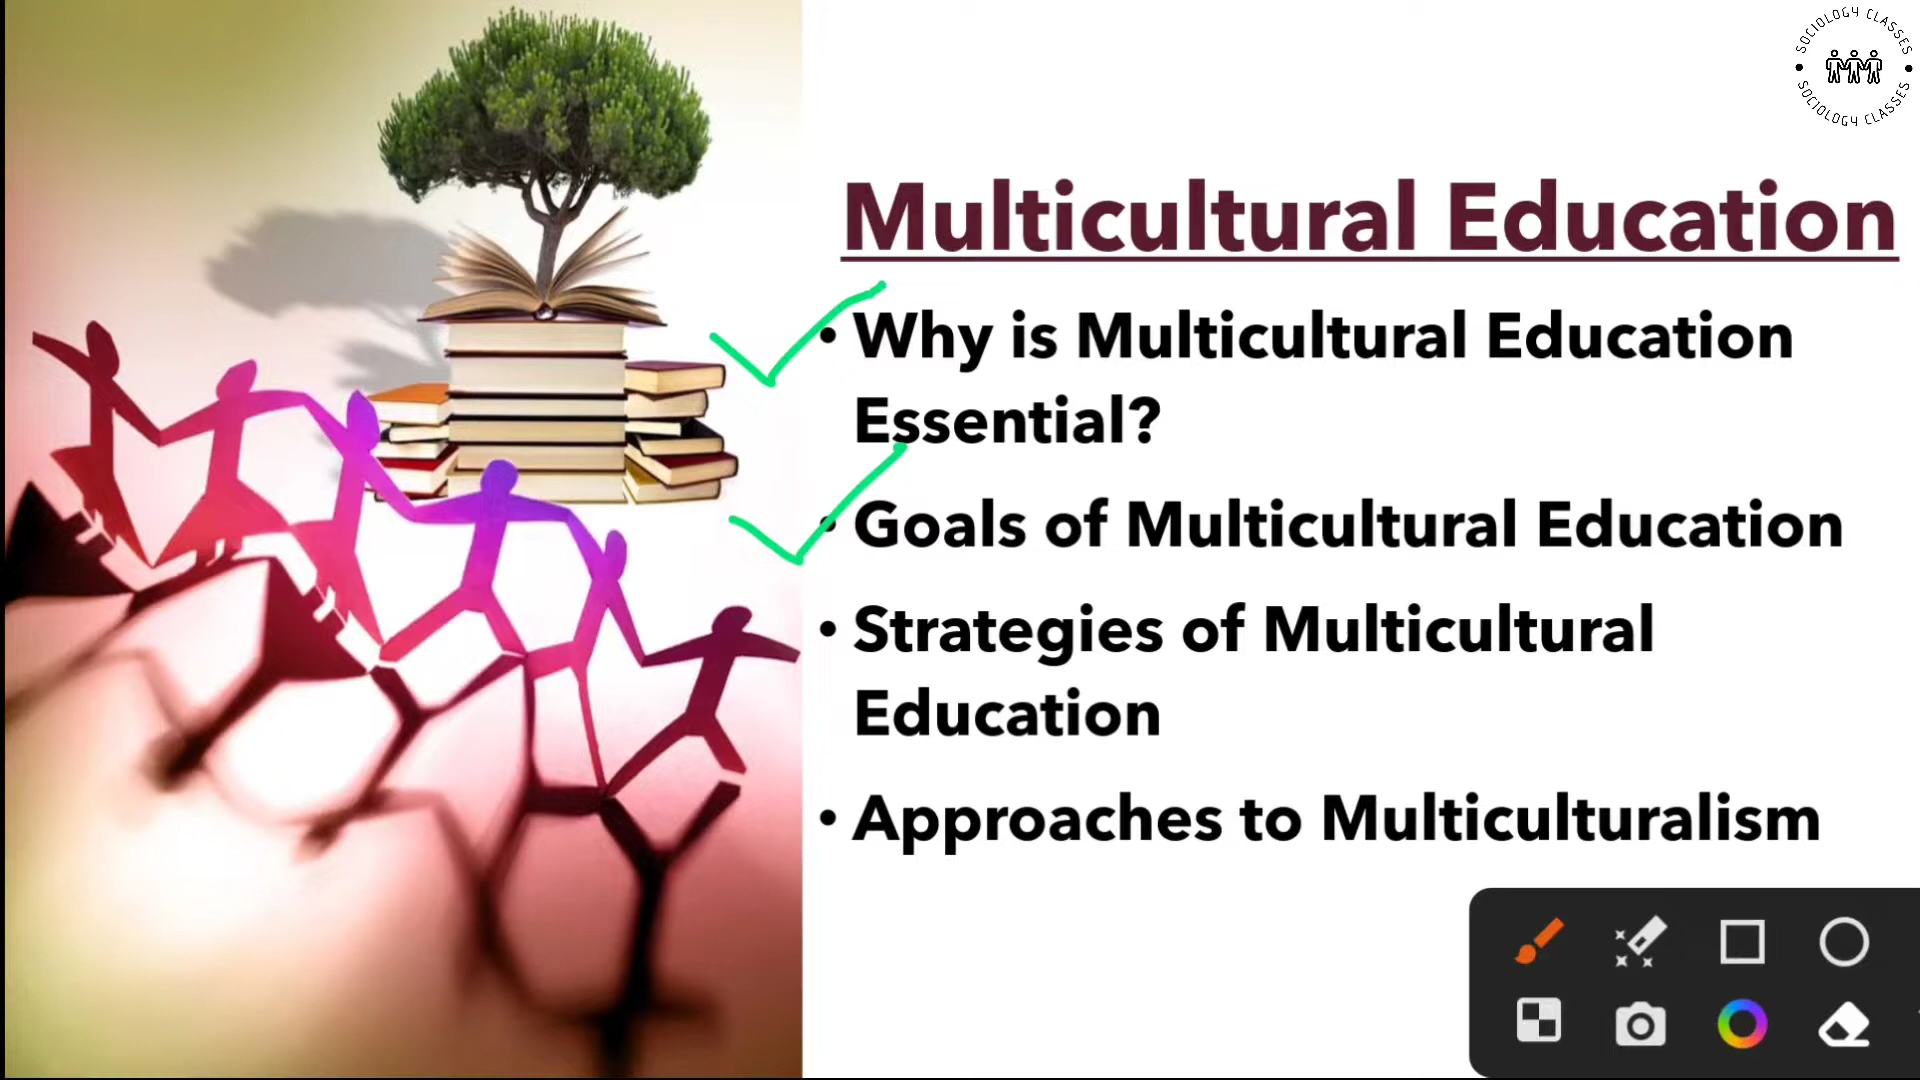 SOCIOLOGY CLASSES
SOCIOLOGY CLASSES
Multicultural Education
• Why is Multicultural Education
Essential?
• Goals of Multicultural Education
• Strategies of Multicultural
Education
• Approaches to Multiculturalism